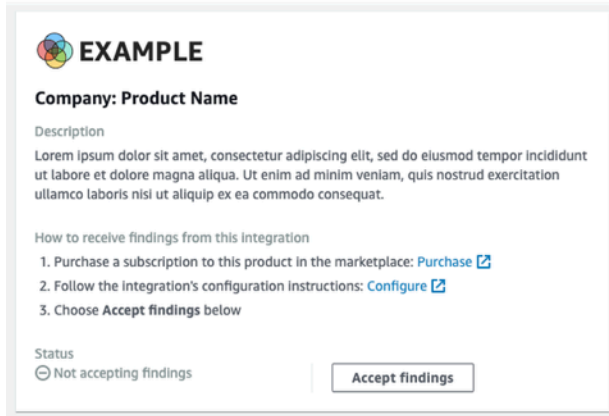 EXAMPLE
Company: Product Name
Description
Lorem ipsum dolor sit amet, consectetur adipiscing elit, sed do eiusmod tempor incididunt
ut labore et dolore magna aliqua. Ut enim ad minim veniam, quis nostrud exercitation
ullamco laboris nisi ut aliquip ex ea commodo consequat.
How to receive findings from this integration
1. Purchase a subscription to this product in the marketplace: Purchase
2. Follow the integration's configuration instructions: Configure
3. Choose Accept findings below
Status
Not accepting findings
Accept findings